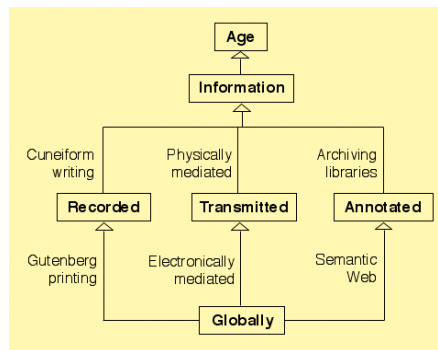 Age
Information
Cuneiform
writing
Physically
mediated
Archiving
libraries
Recorded
Transmitted
Annotated
Gutenberg
printing
Electronically
mediated
Semantic
Web
Globally